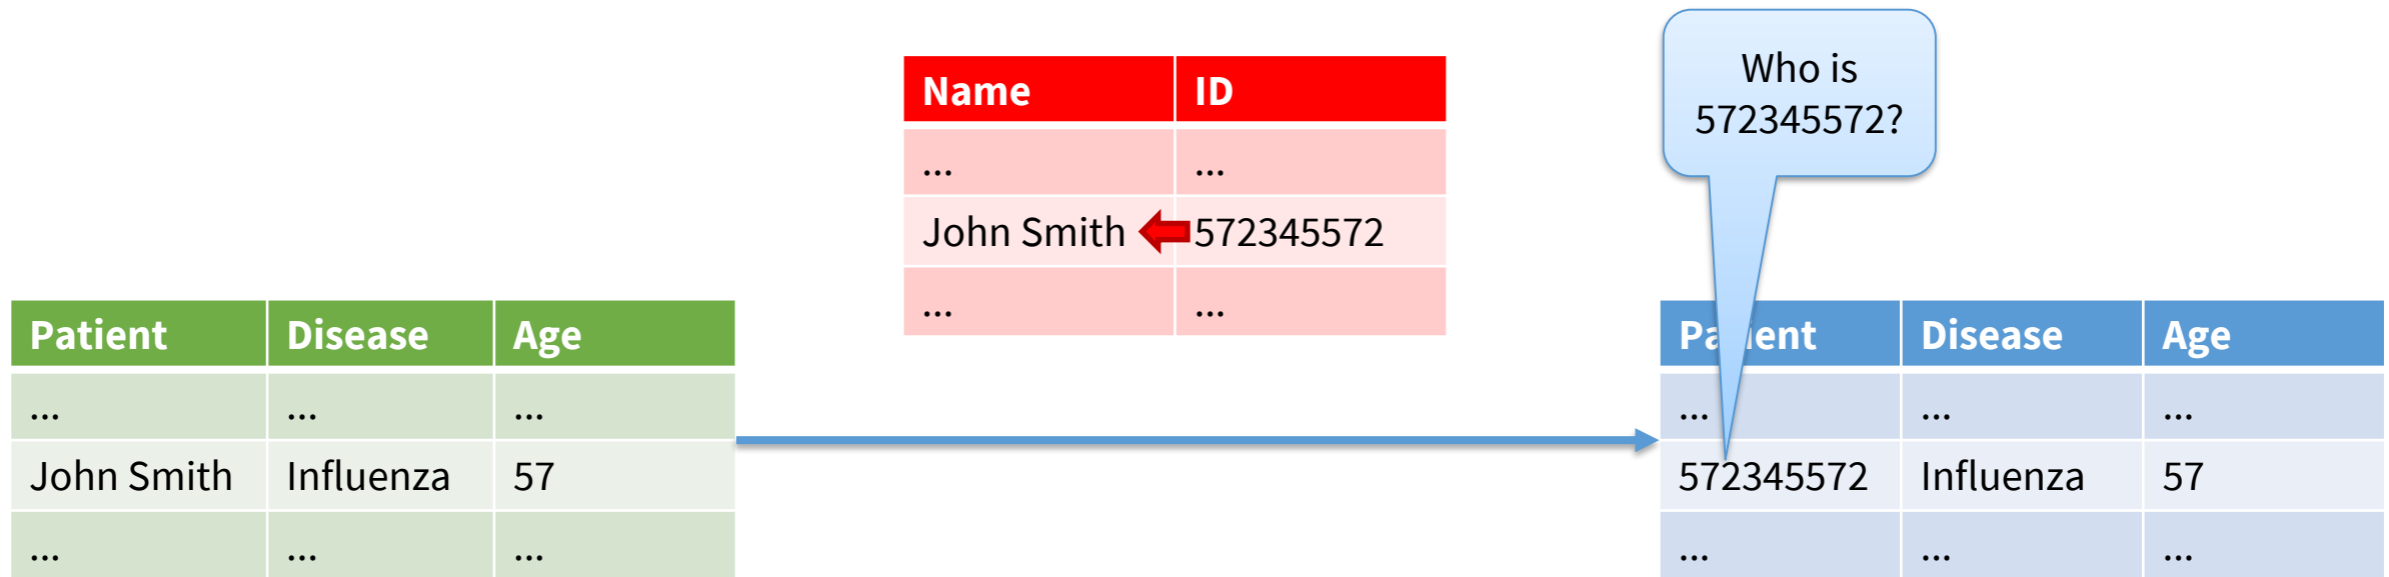 Who is
572345572?
Name ID
... ...
John Smith 572345572
... ...
Patient Disease Age
... ... ...
John Smith Influenza 57
... ... ...
Patient Disease Age
... ... ...
572345572 Influenza 57
... ... ...